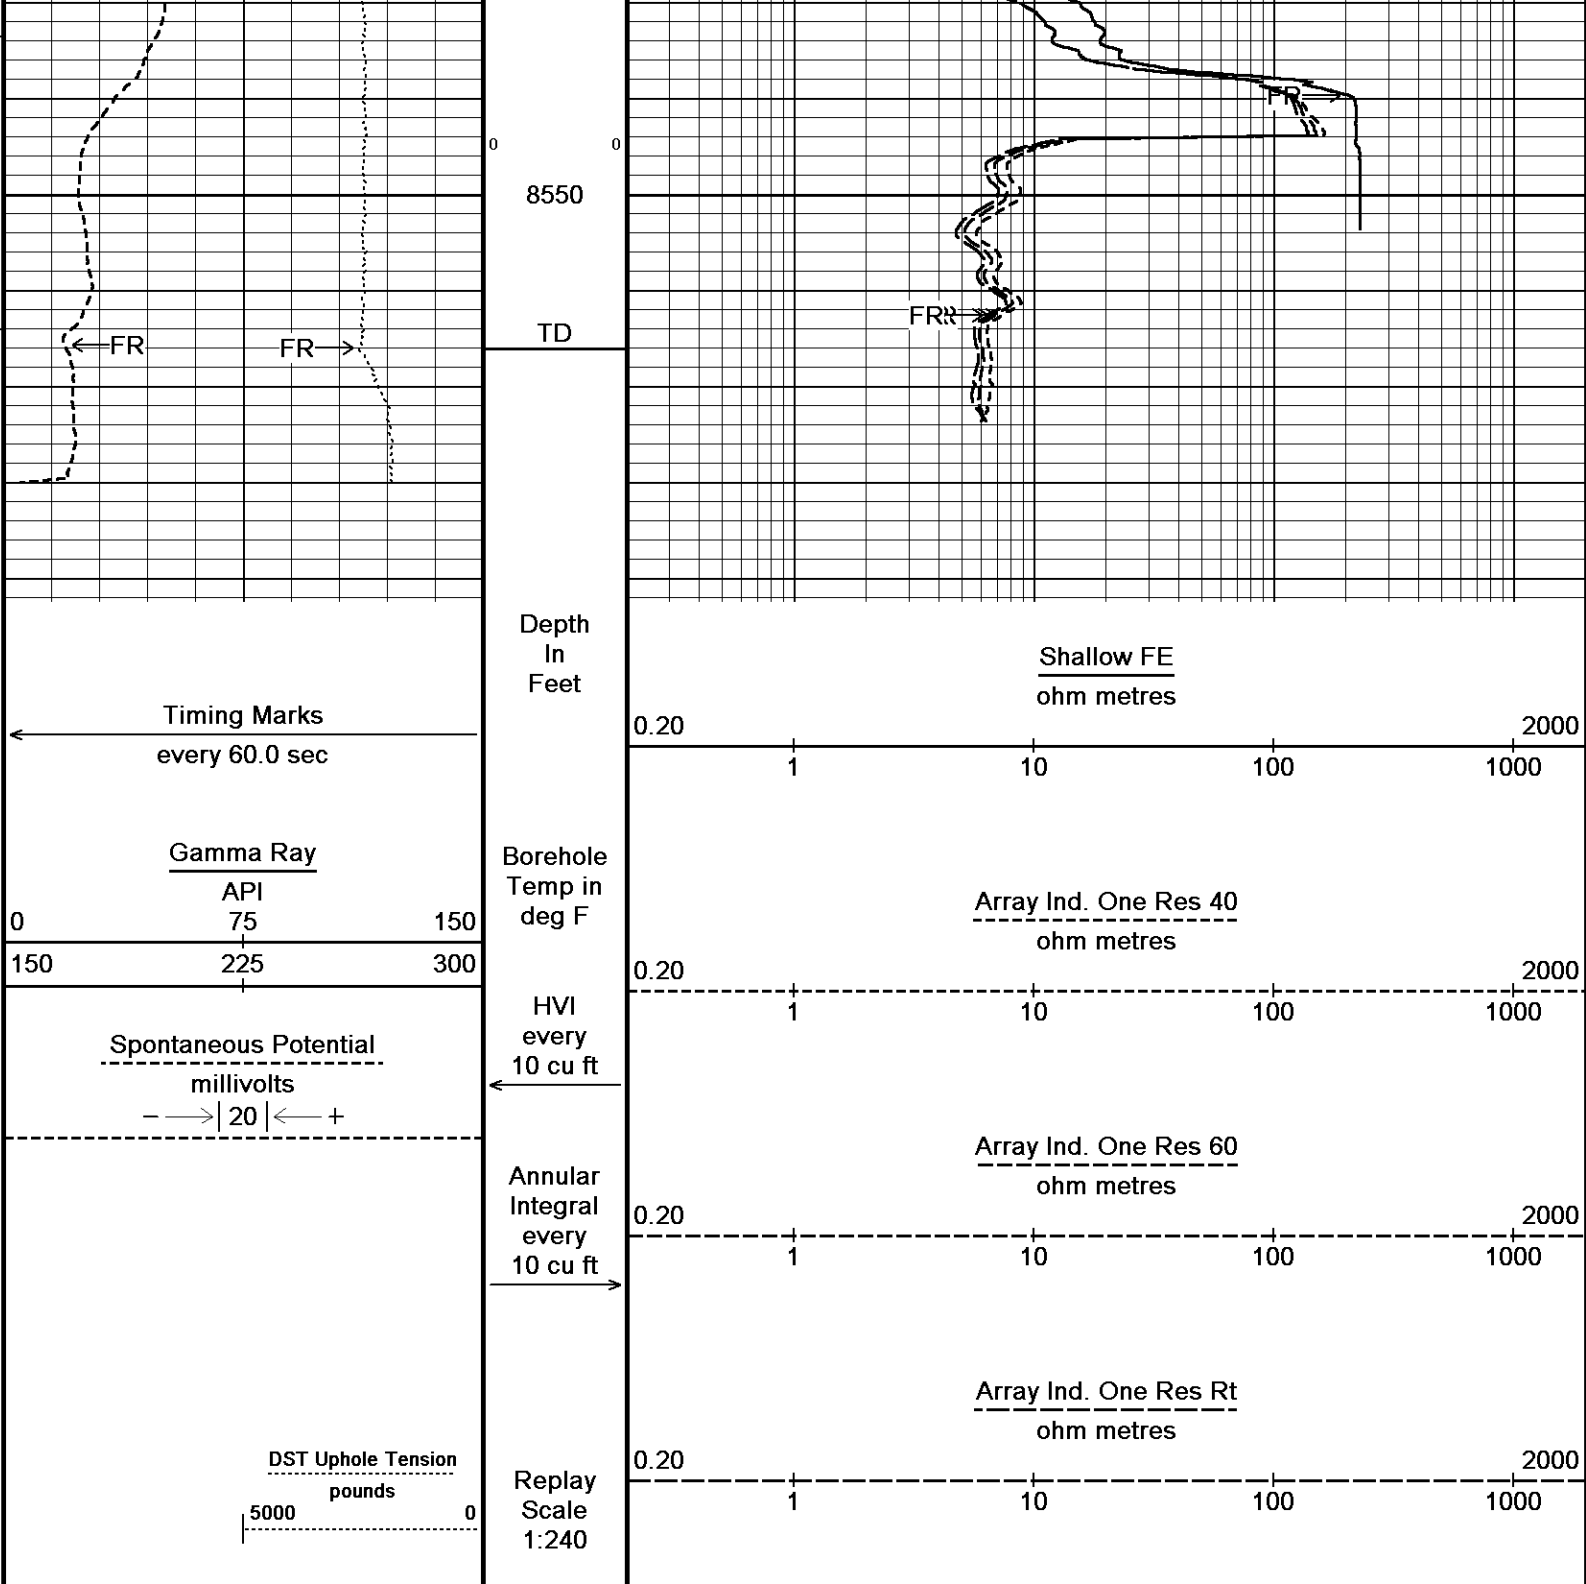 FR
0 0
8550
FR
TD
FR
FR
Depth
In
Feet
Shallow FE
ohm metres
0.20 2000
1 10 100 1000
Timing Marks
every 60.0 sec
Gamma Ray
API
0 75 150
150 225 300
Borehole
Temp in
deg F
Array Ind. One Res 40
ohm metres
0.20 2000
1 10 100 1000
HVI
every
10 cu ft
Spontaneous Potential
millivolts
− 20 +
Array Ind. One Res 60
ohm metres
0.20 2000
1 10 100 1000
Annular
Integral
every
10 cu ft
Array Ind. One Res Rt
ohm metres
0.20 2000
1 10 100 1000
DST Uphole Tension
pounds
5000 0
Replay
Scale
1:240